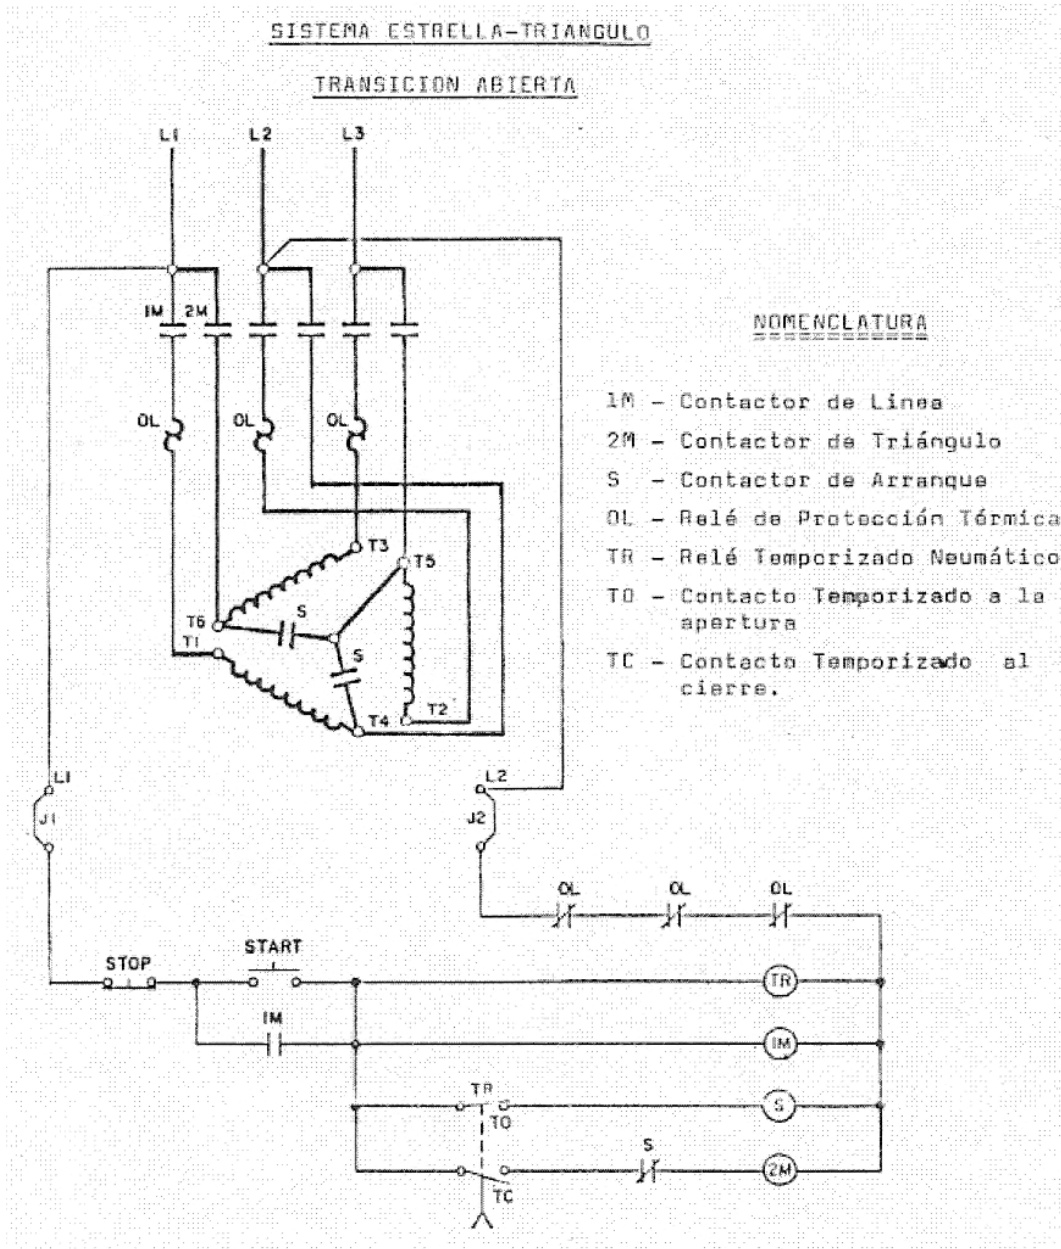 SISTEMA ESTRELLA-TRIANGULO
TRANSICION ABIERTA
L1 L2 L3
1M 2M
OL OL OL
T3
T5
T6
S
T1
S
T4 T2
NOMENCLATURA
1M - Contactor de Linea
2M - Contactor de Triángulo
S - Contactor de Arranque
OL - Relé de Protección Térmica
TR - Relé Temporizado Neumático
TO - Contacto Temporizado a la
apertura
TC - Contacto Temporizado al
cierre.
L1 L2
J1 J2
OL OL OL
STOP START
TR
1M 1M
TR
TO
S
S
TC
2M